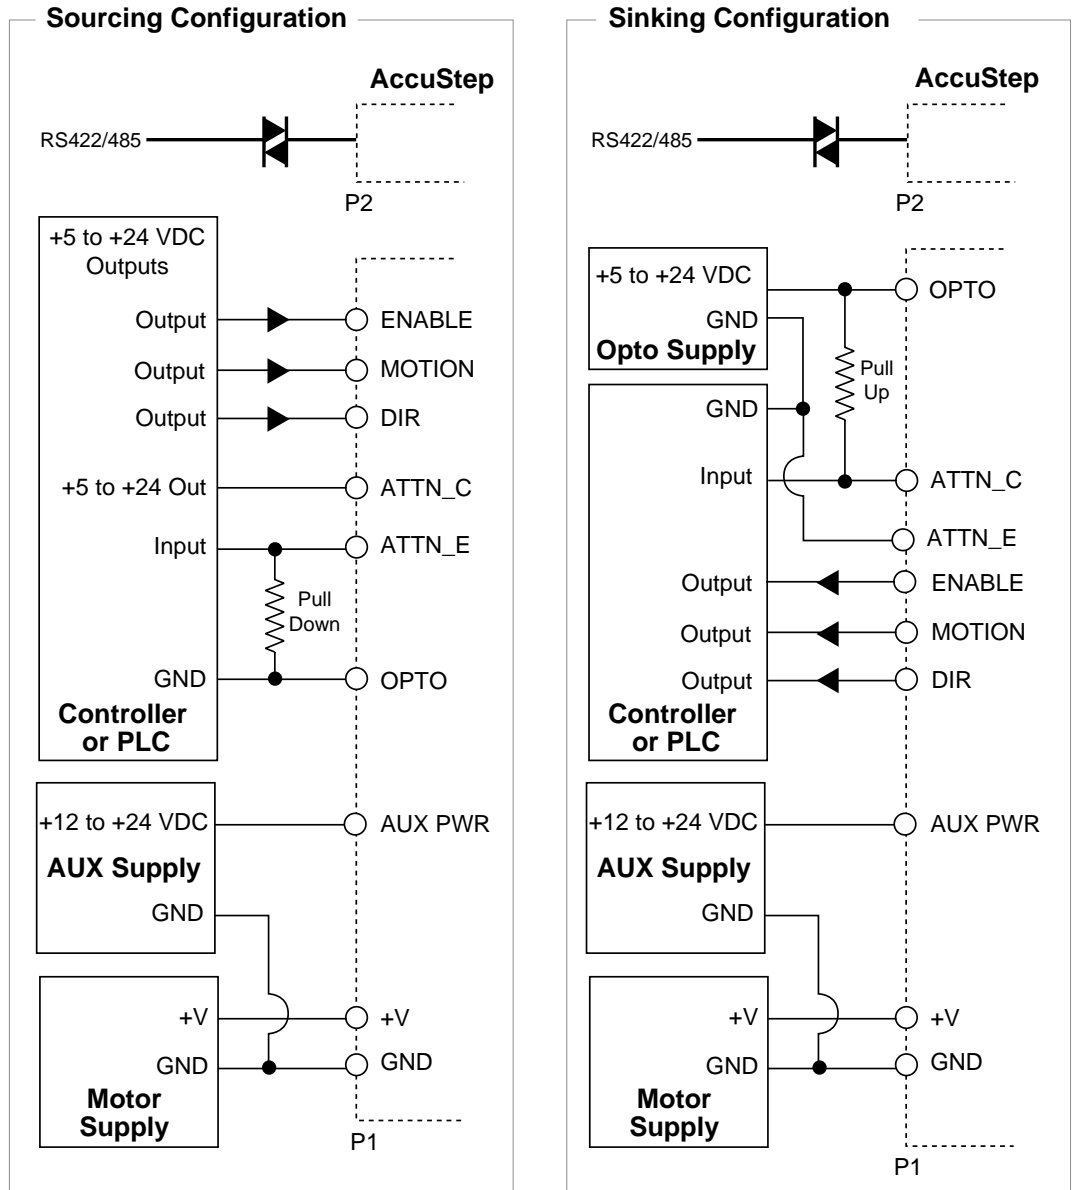 Sourcing Configuration
AccuStep
RS422/485
P2
+5 to +24 VDC
Outputs
Output
ENABLE
Output
MOTION
Output
DIR
+5 to +24 Out
ATTN_C
Input
ATTN_E
Pull
Down
GND
OPTO
Controller
or PLC
+12 to +24 VDC
AUX PWR
AUX Supply
GND
+V
+V
GND
GND
Motor
Supply
P1
Sinking Configuration
AccuStep
RS422/485
P2
+5 to +24 VDC
OPTO
GND
Opto Supply
Pull
Up
GND
Input
ATTN_C
ATTN_E
Output
ENABLE
Output
MOTION
Output
DIR
Controller
or PLC
+12 to +24 VDC
AUX PWR
AUX Supply
GND
+V
+V
GND
GND
Motor
Supply
P1